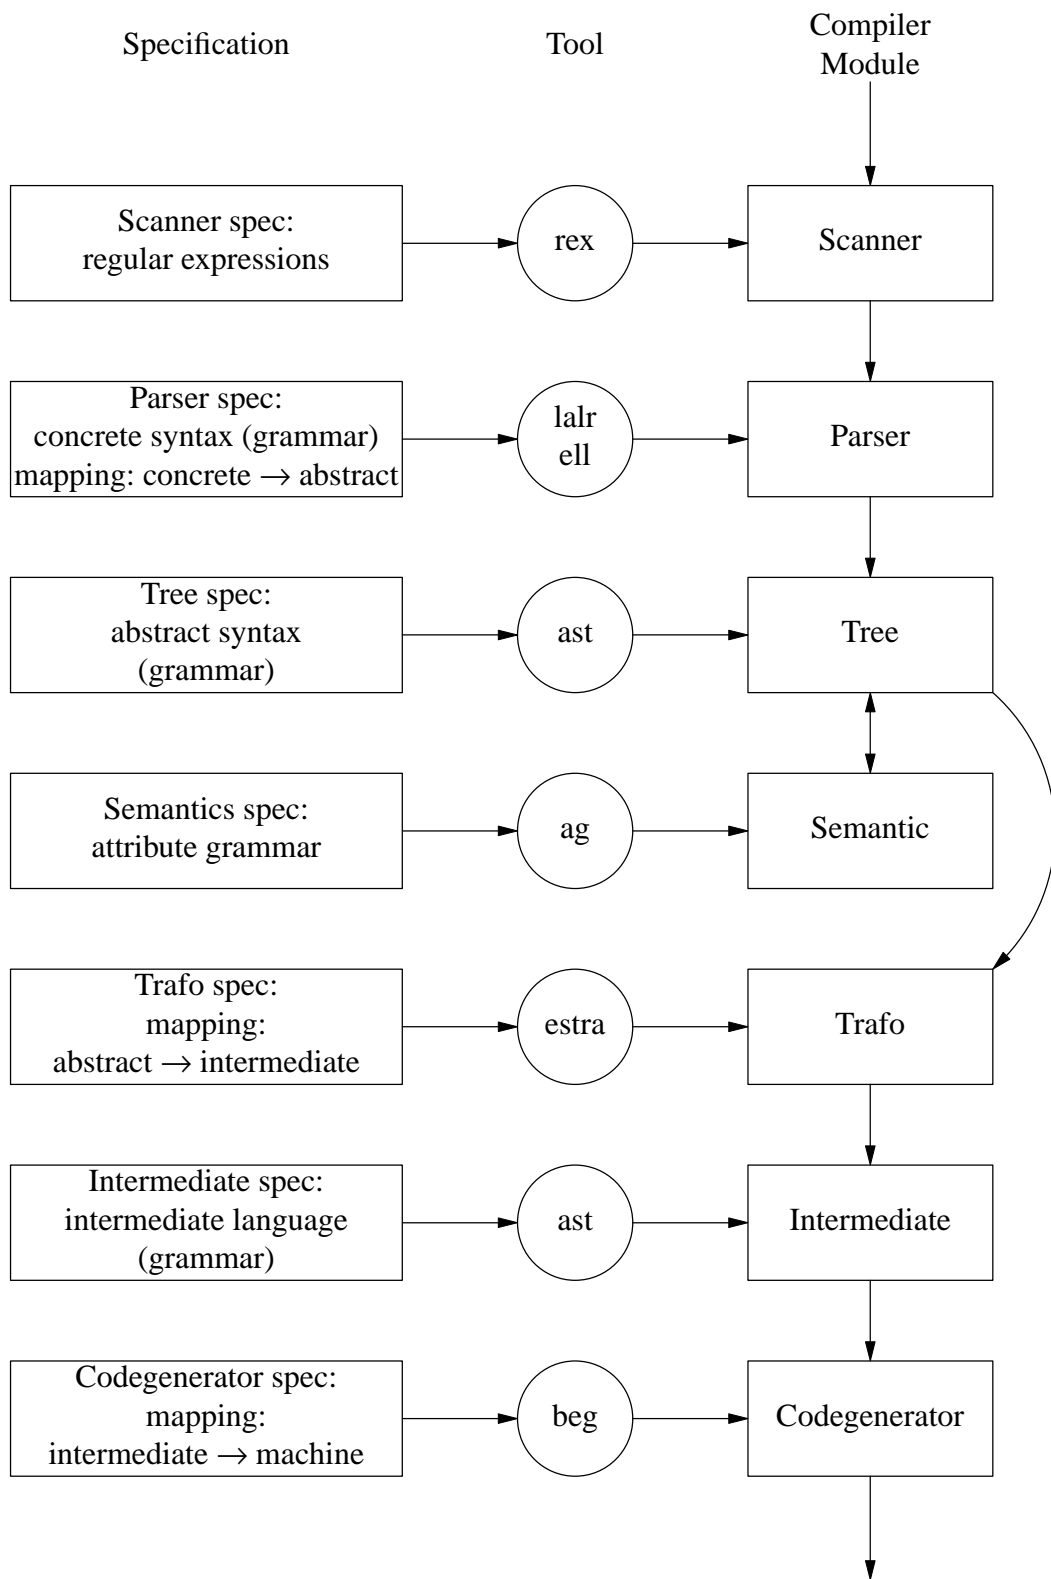 Specification
Tool
Compiler
Module
Scanner spec:
regular expressions
rex
Scanner
Parser spec:
concrete syntax (grammar)
mapping: concrete → abstract
lalr
ell
Parser
Tree spec:
abstract syntax
(grammar)
ast
Tree
Semantics spec:
attribute grammar
ag
Semantic
Trafo spec:
mapping:
abstract → intermediate
estra
Trafo
Intermediate spec:
intermediate language
(grammar)
ast
Intermediate
Codegenerator spec:
mapping:
intermediate → machine
beg
Codegenerator